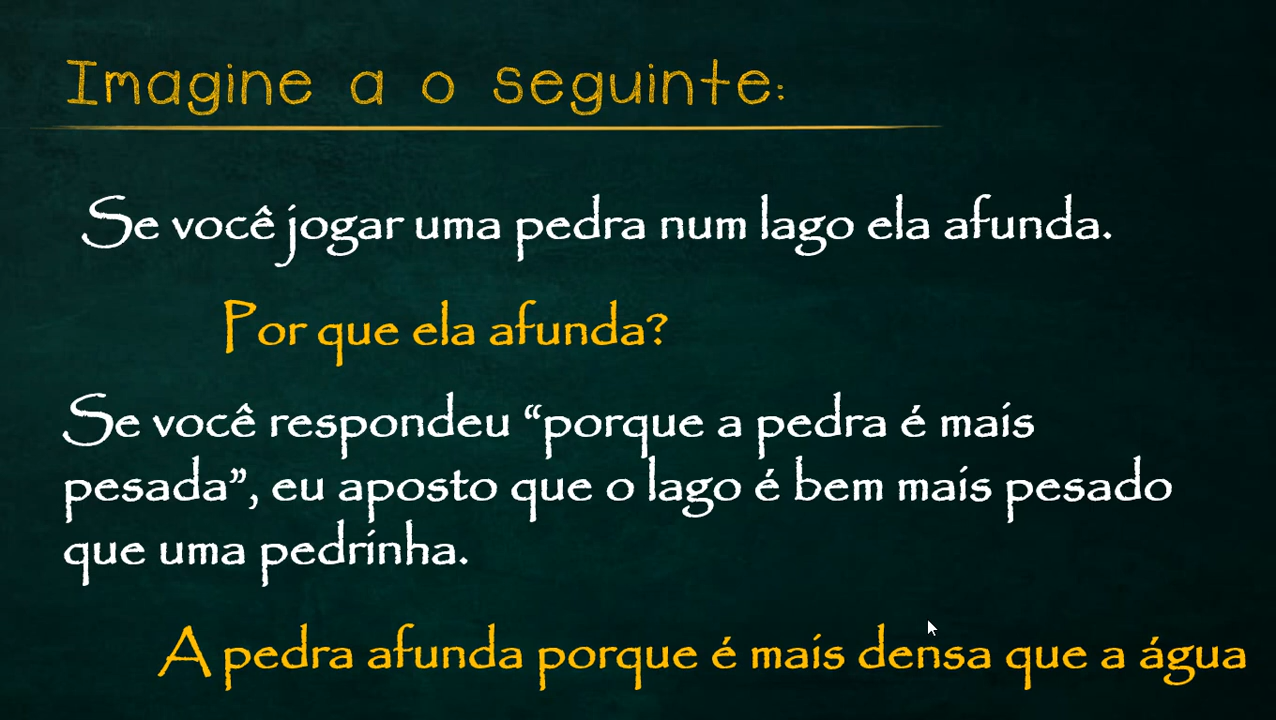 Imagine a o seguinte:
Se você jogar uma pedra num lago ela afunda.
Por que ela afunda?
Se você respondeu “porque a pedra é mais
pesada”, eu aposto que o lago é bem mais pesado
que uma pedrinha.
A pedra afunda porque é mais densa que a água